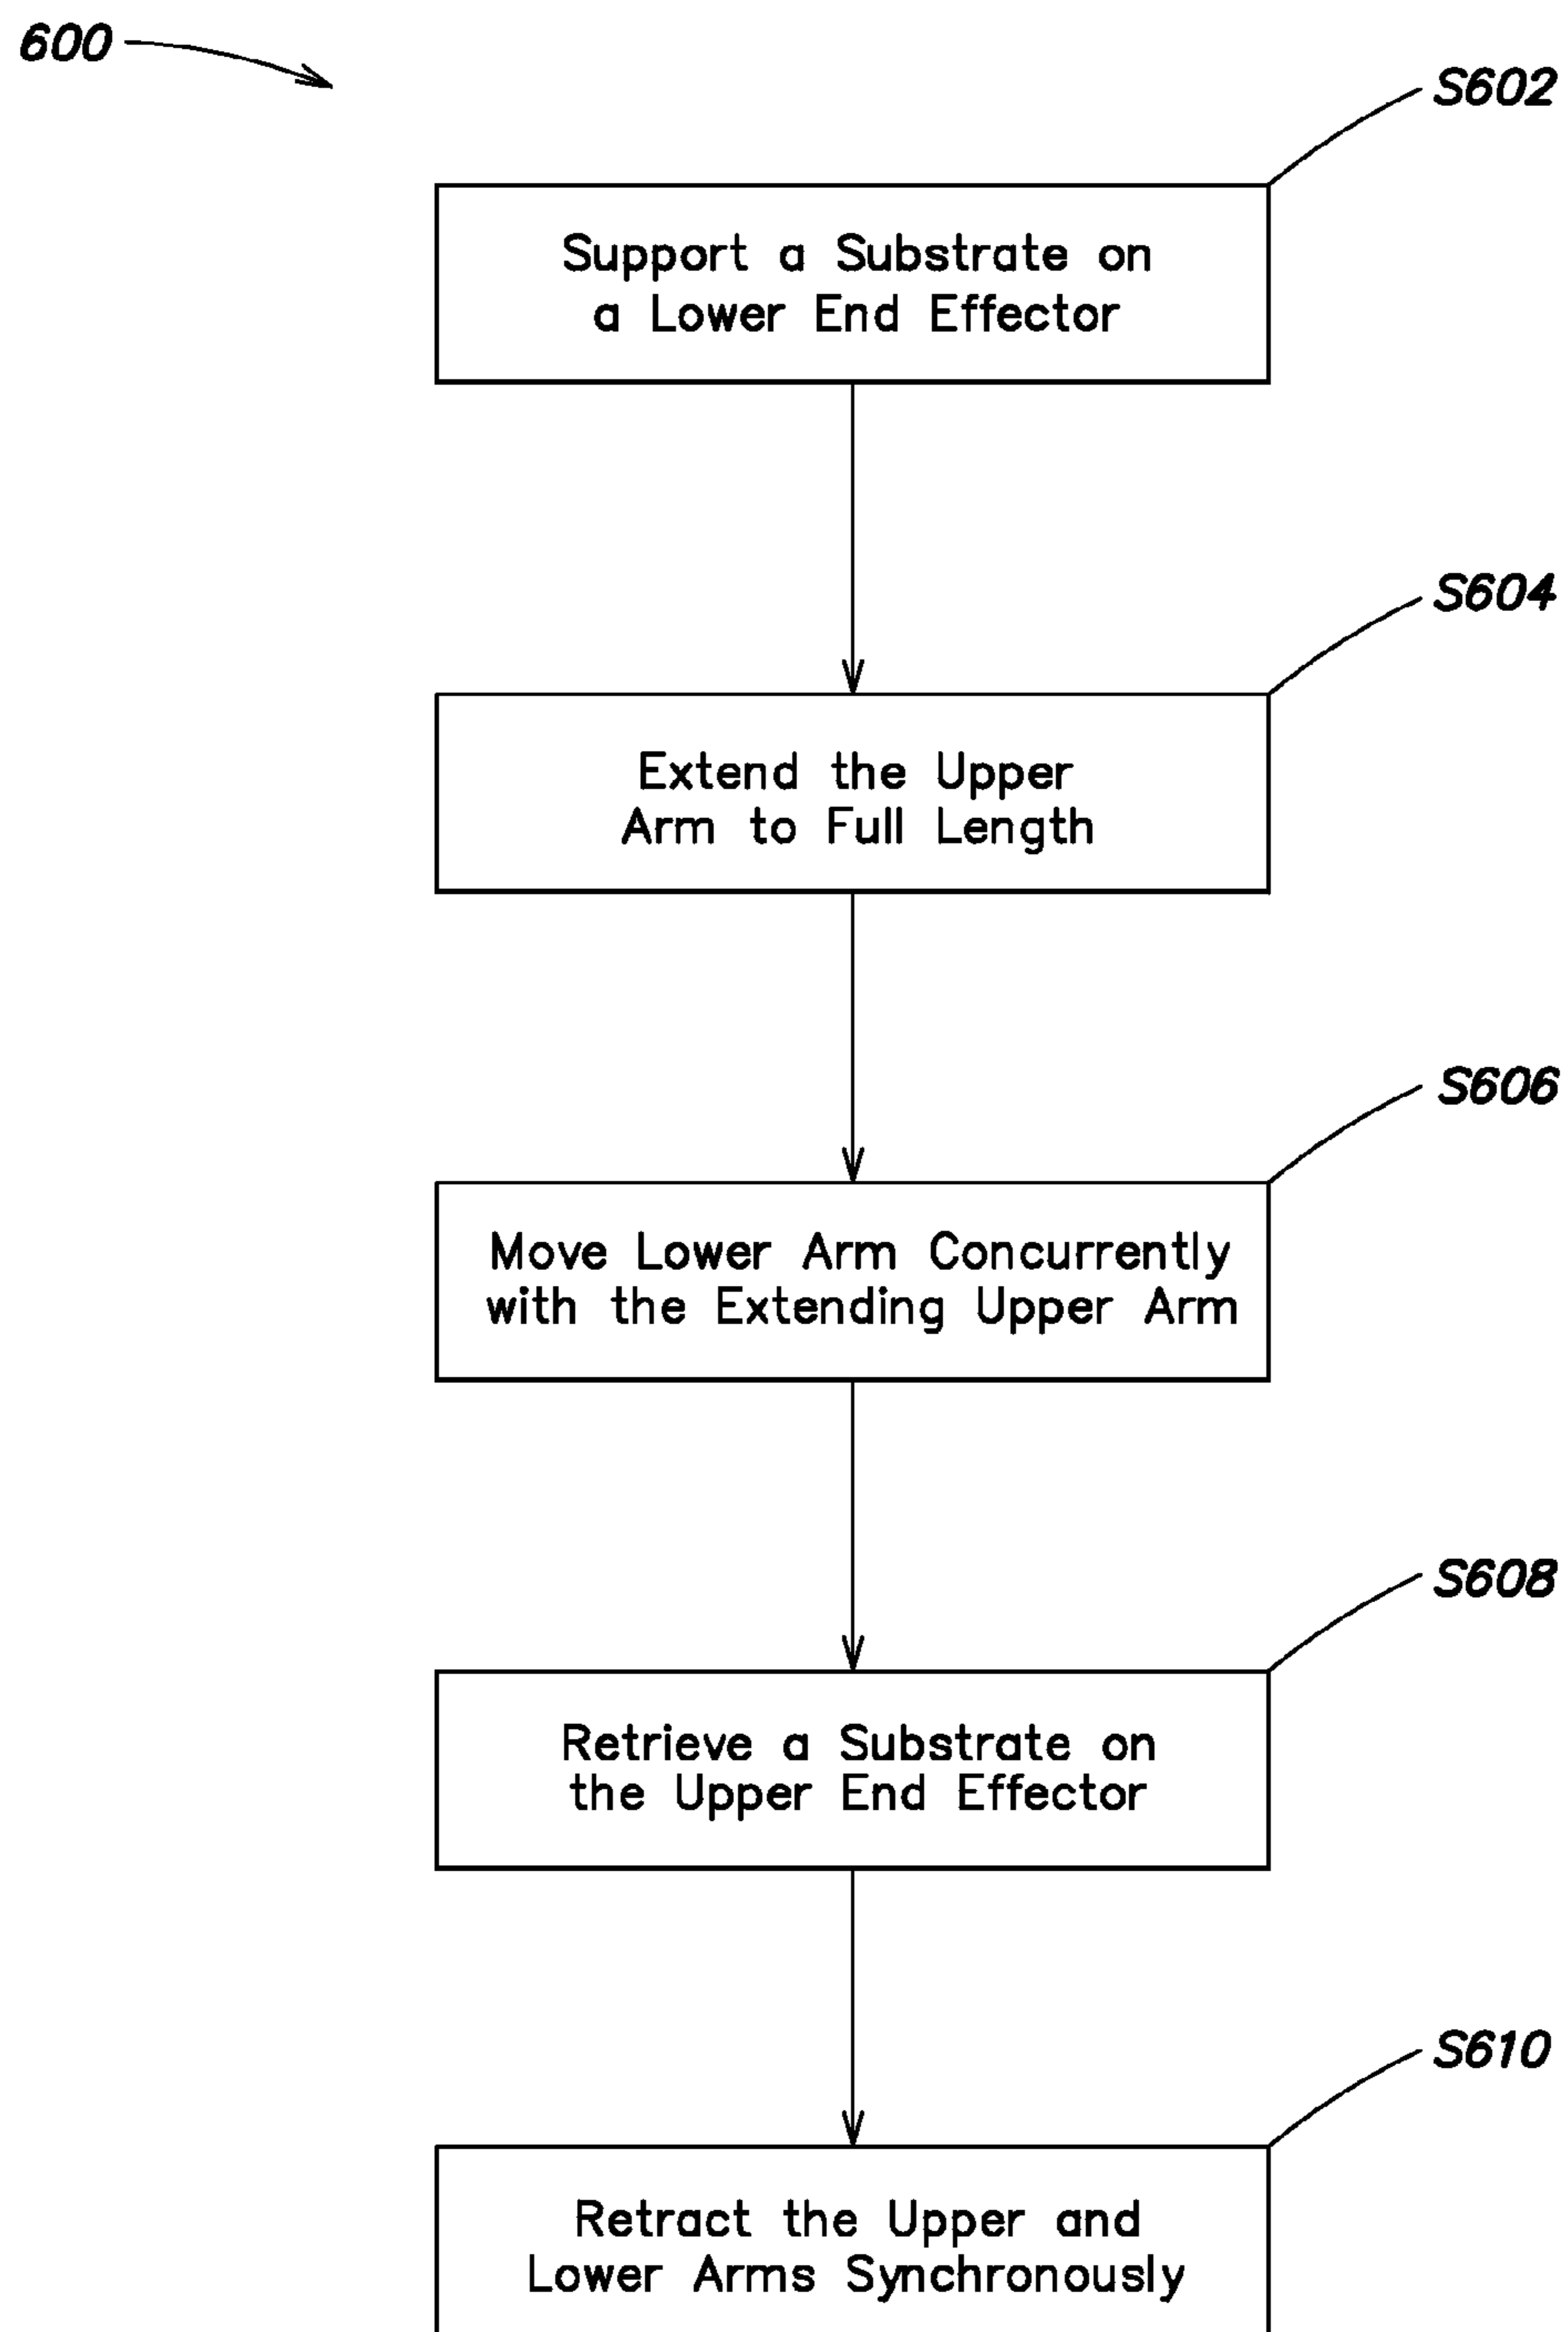 600
S602
Support a Substrate on
a Lower End Effector
S604
Extend the Upper
Arm to Full Length
S606
Move Lower Arm Concurrently
with the Extending Upper Arm
S608
Retrieve a Substrate on
the Upper End Effector
S610
Retract the Upper and
Lower Arms Synchronously